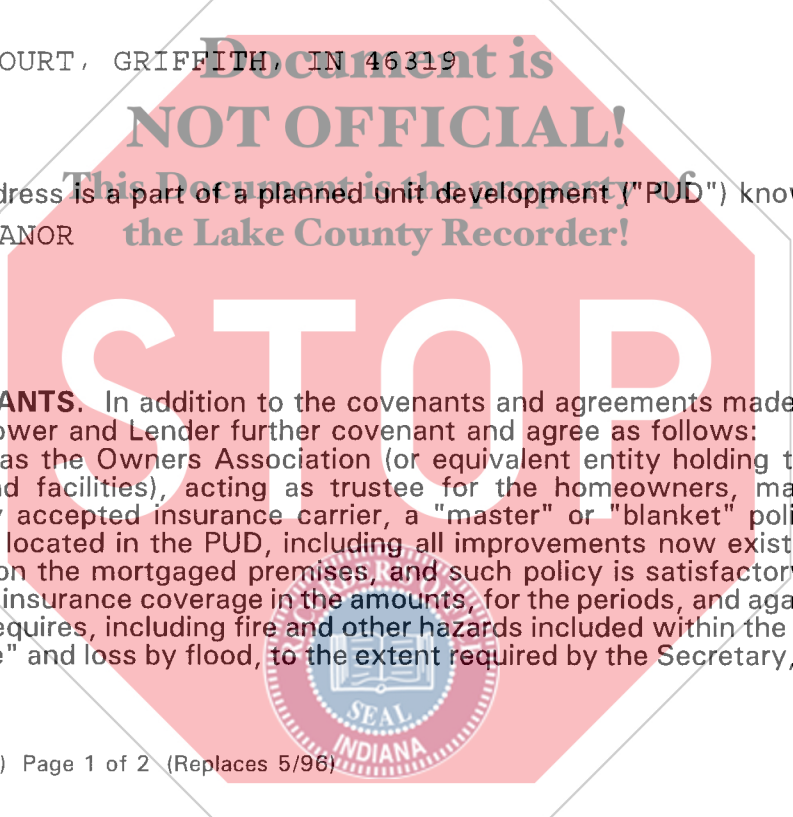 OURT, GRIFFITH, IN 46319
Document is
NOT OFFICIAL!
dress is a part of a planned unit development ("PUD") know
This Document is the property of
ANOR
the Lake County Recorder!
STOP
ANTS. In addition to the covenants and agreements made
ower and Lender further covenant and agree as follows:
as the Owners Association (or equivalent entity holding t
d facilities), acting as trustee for the homeowners, ma
y accepted insurance carrier, a "master" or "blanket" poli
located in the PUD, including all improvements now exist
on the mortgaged premises, and such policy is satisfactory
insurance coverage in the amounts, for the periods, and aga
equires, including fire and other hazards included within the
e" and loss by flood, to the extent required by the Secretary,
SEAL
INDIANA
) Page 1 of 2 (Replaces 5/96)